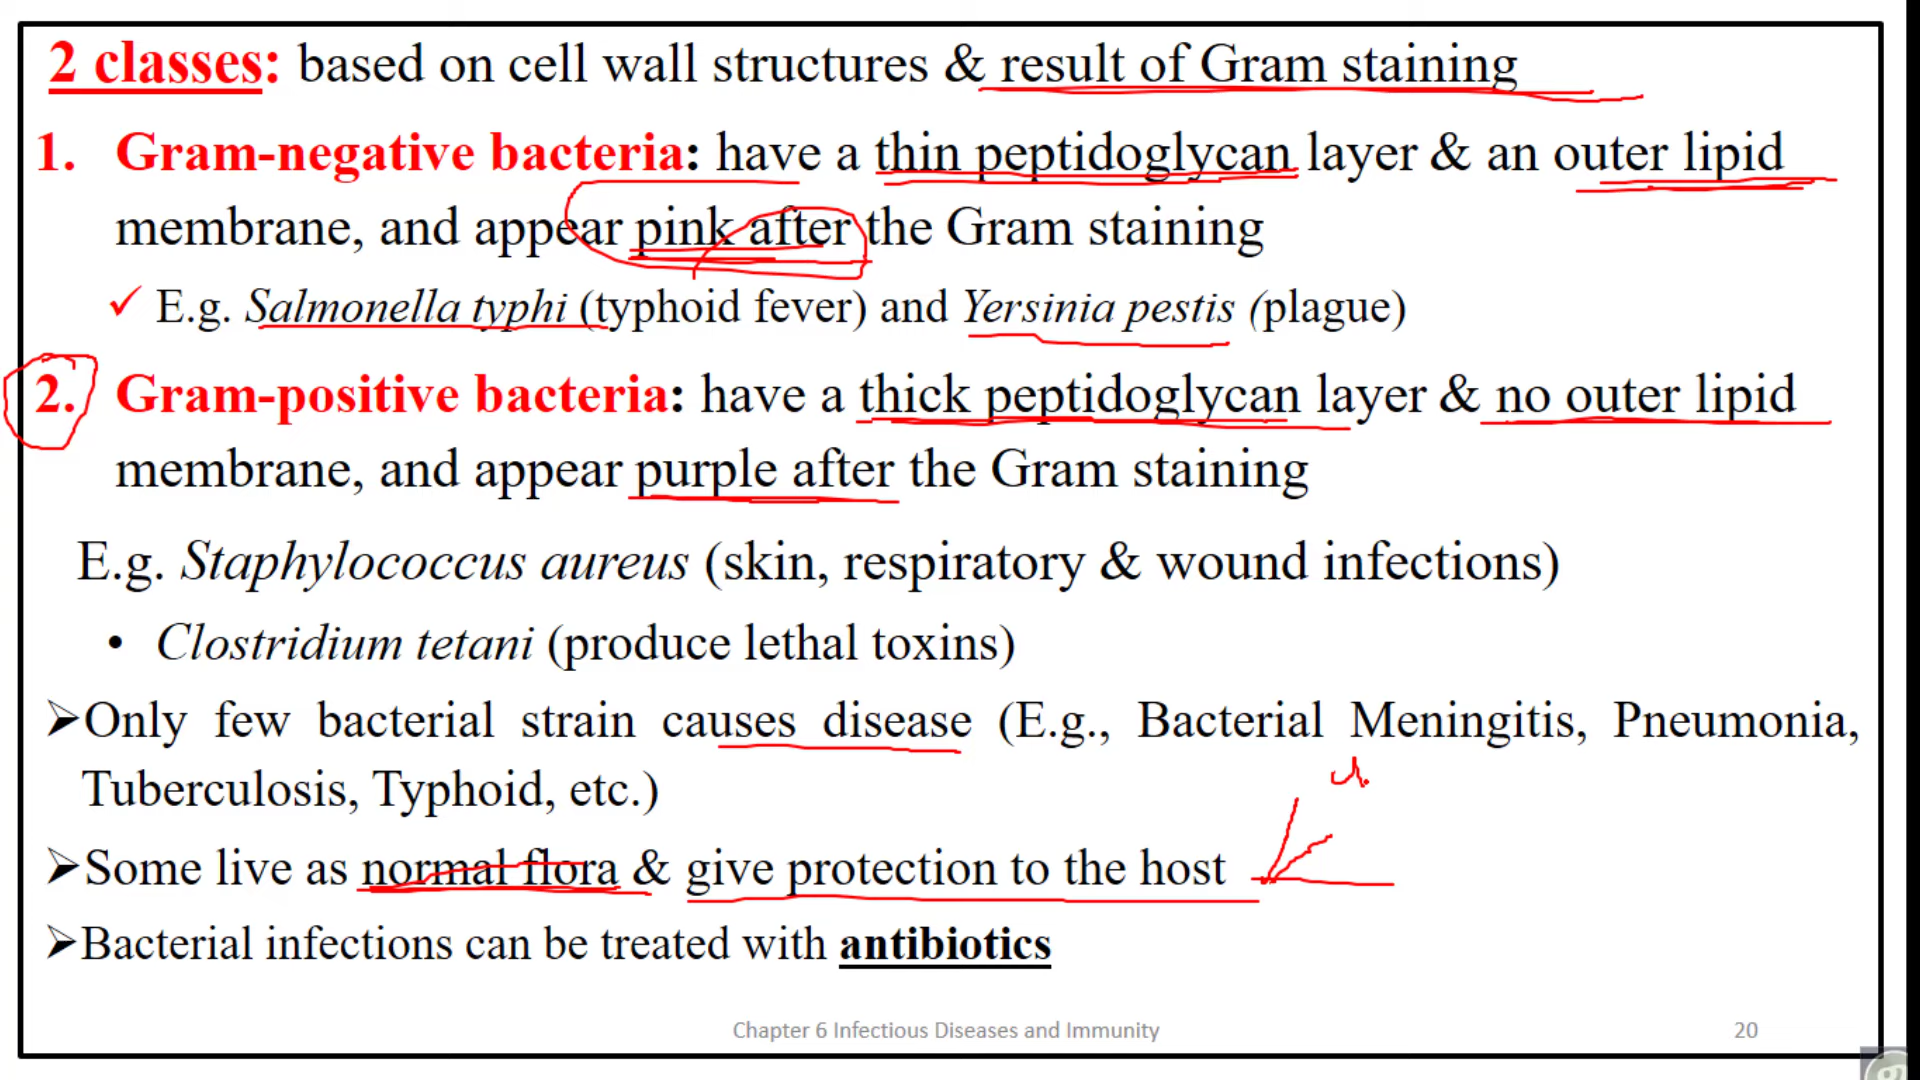 2 classes: based on cell wall structures & result of Gram staining
1. Gram-negative bacteria: have a thin peptidoglycan layer & an outer lipid
membrane, and appear pink after the Gram staining
✓ E.g. Salmonella typhi (typhoid fever) and Yersinia pestis (plague)
2. Gram-positive bacteria: have a thick peptidoglycan layer & no outer lipid
membrane, and appear purple after the Gram staining
E.g. Staphylococcus aureus (skin, respiratory & wound infections)
• Clostridium tetani (produce lethal toxins)
➢Only few bacterial strain causes disease (E.g., Bacterial Meningitis, Pneumonia,
Tuberculosis, Typhoid, etc.)
➢Some live as normal flora & give protection to the host
➢Bacterial infections can be treated with antibiotics
Chapter 6 Infectious Diseases and Immunity 20